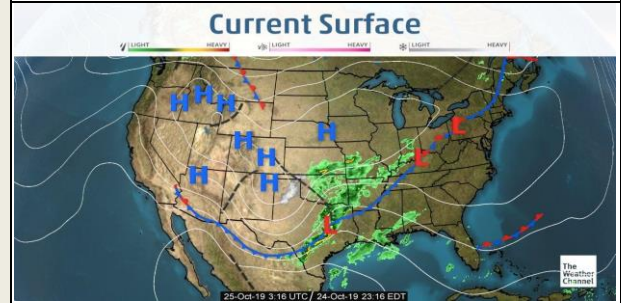 Current Surface
LIGHT HEAVY LIGHT HEAVY LIGHT HEAVY
H H H
H
H
H
H
H
L
L
L
The
Weather
Channel
25-Oct-19 3:16 UTC / 24-Oct-19 23:16 EDT